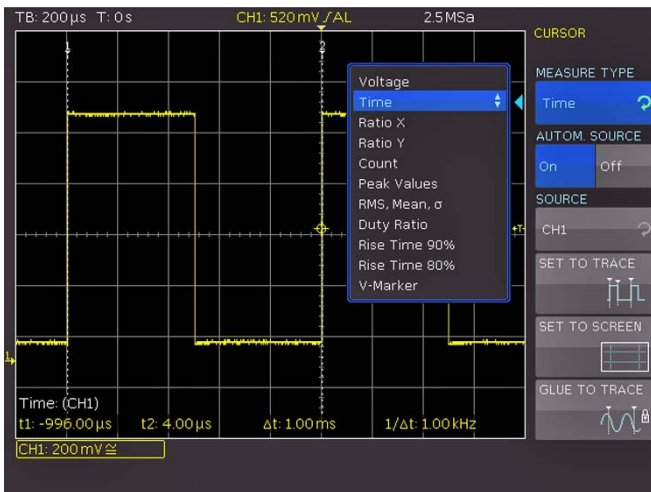 TB: 200µs T: 0s CH1: 520mV AL 2.5MSa
CURSOR
1 2
MEASURE TYPE
Time
AUTOM. SOURCE
On Off
SOURCE
CH1
SET TO TRACE
SET TO SCREEN
GLUE TO TRACE
Voltage
Time
Ratio X
Ratio Y
Count
Peak Values
RMS, Mean, σ
Duty Ratio
Rise Time 90%
Rise Time 80%
V-Marker
T
1
Time: (CH1)
t1: -996.00µs t2: 4.00µs Δt: 1.00ms 1/Δt: 1.00kHz
CH1: 200mV≅